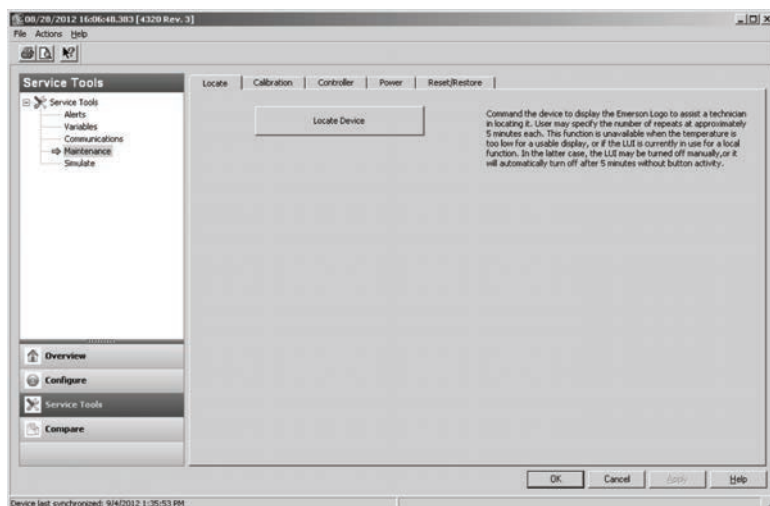 08/28/2012 16:06:48.383 [4320 Rev. 3]
File Actions Help
Service Tools
Service Tools
Alerts
Variables
Communications
Maintenance
Simulate
Overview
Configure
Service Tools
Compare
Locate Calibration Controller Power Reset/Restore
Locate Device
Command the device to display the Emerson Logo to assist a technician
in locating it. User may specify the number of repeats at approximately
5 minutes each. This function is unavailable when the temperature is
too low for a usable display, or if the LUI is currently in use for a local
function. In the latter case, the LUI may be turned off manually,or it
will automatically turn off after 5 minutes without button activity.
OK Cancel Apply Help
Device last synchronized: 9/4/2012 1:35:53 PM